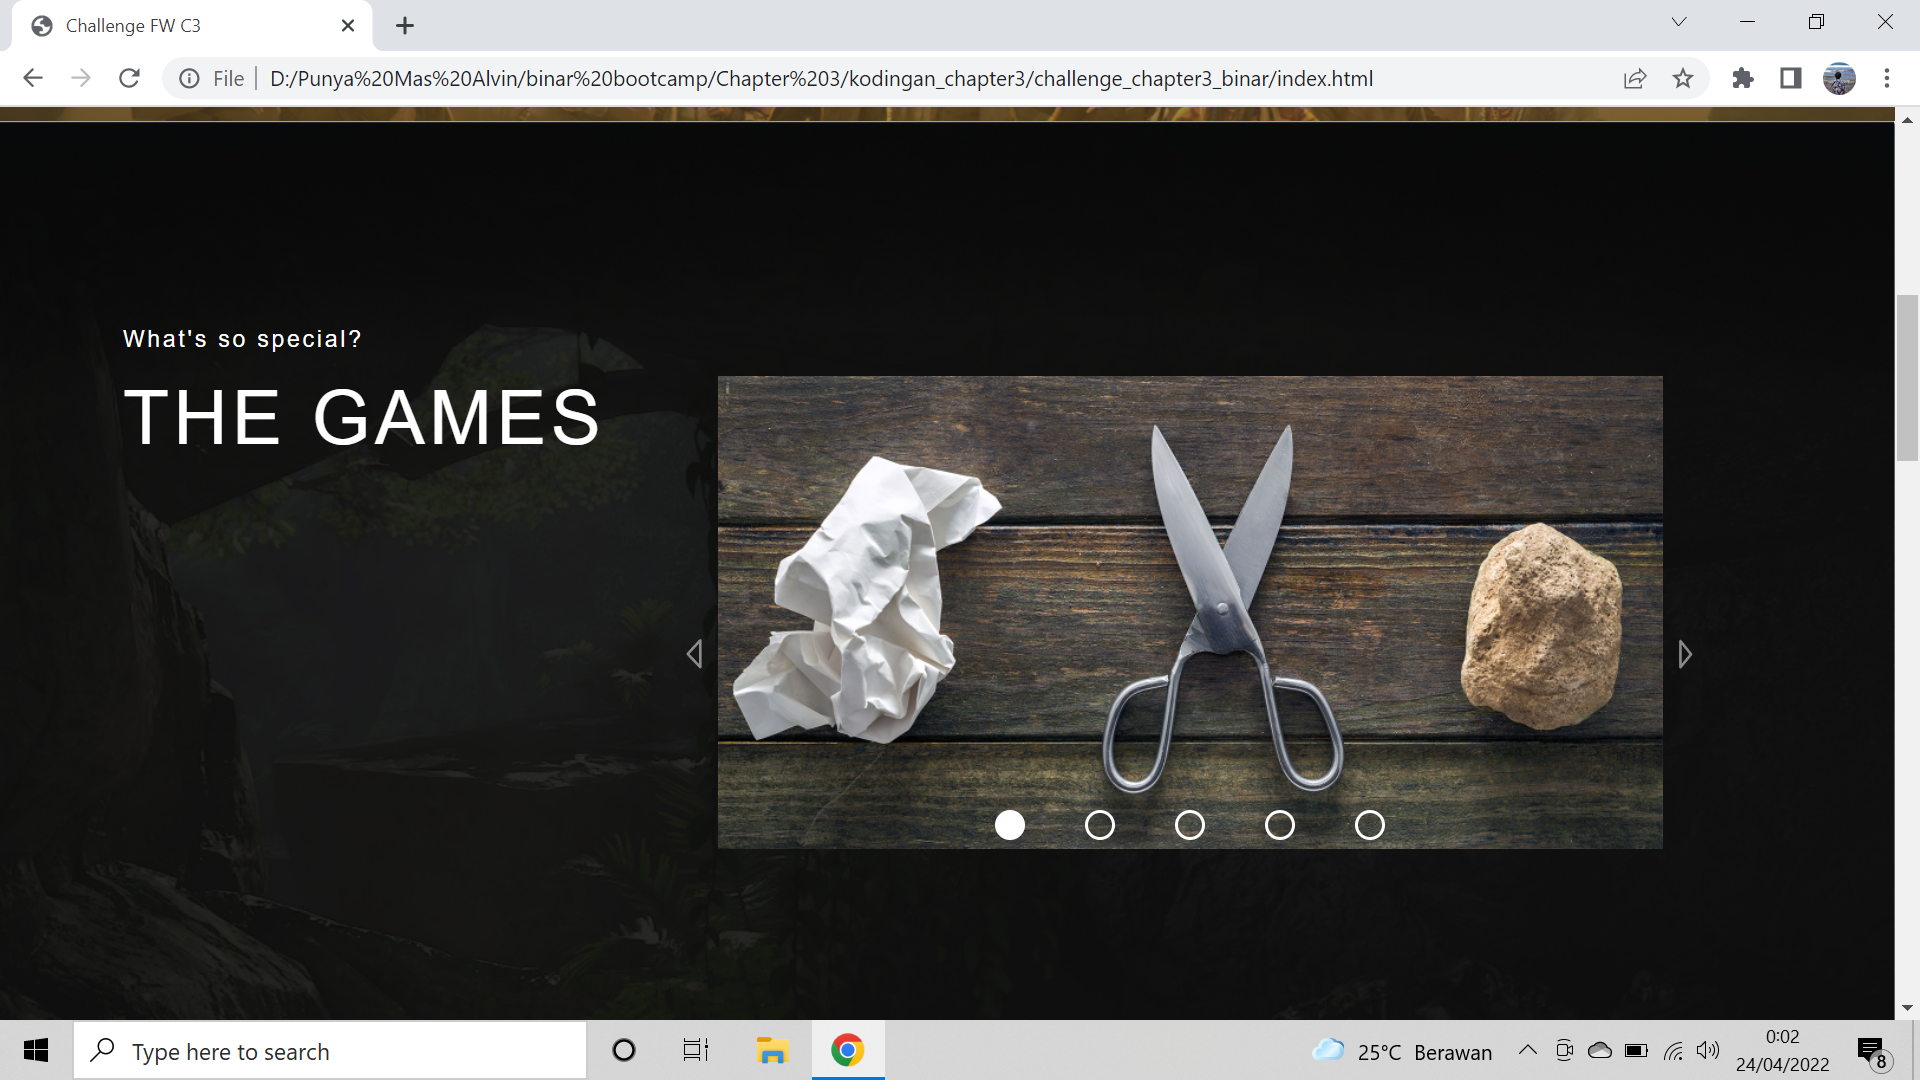 Challenge FW C3
File
D:/Punya%20Mas%20Alvin/binar%20bootcamp/Chapter%203/kodingan_chapter3/challenge_chapter3_binar/index.html
What's so special?
THE GAMES
Type here to search
25°C Berawan
0:02
24/04/2022
8